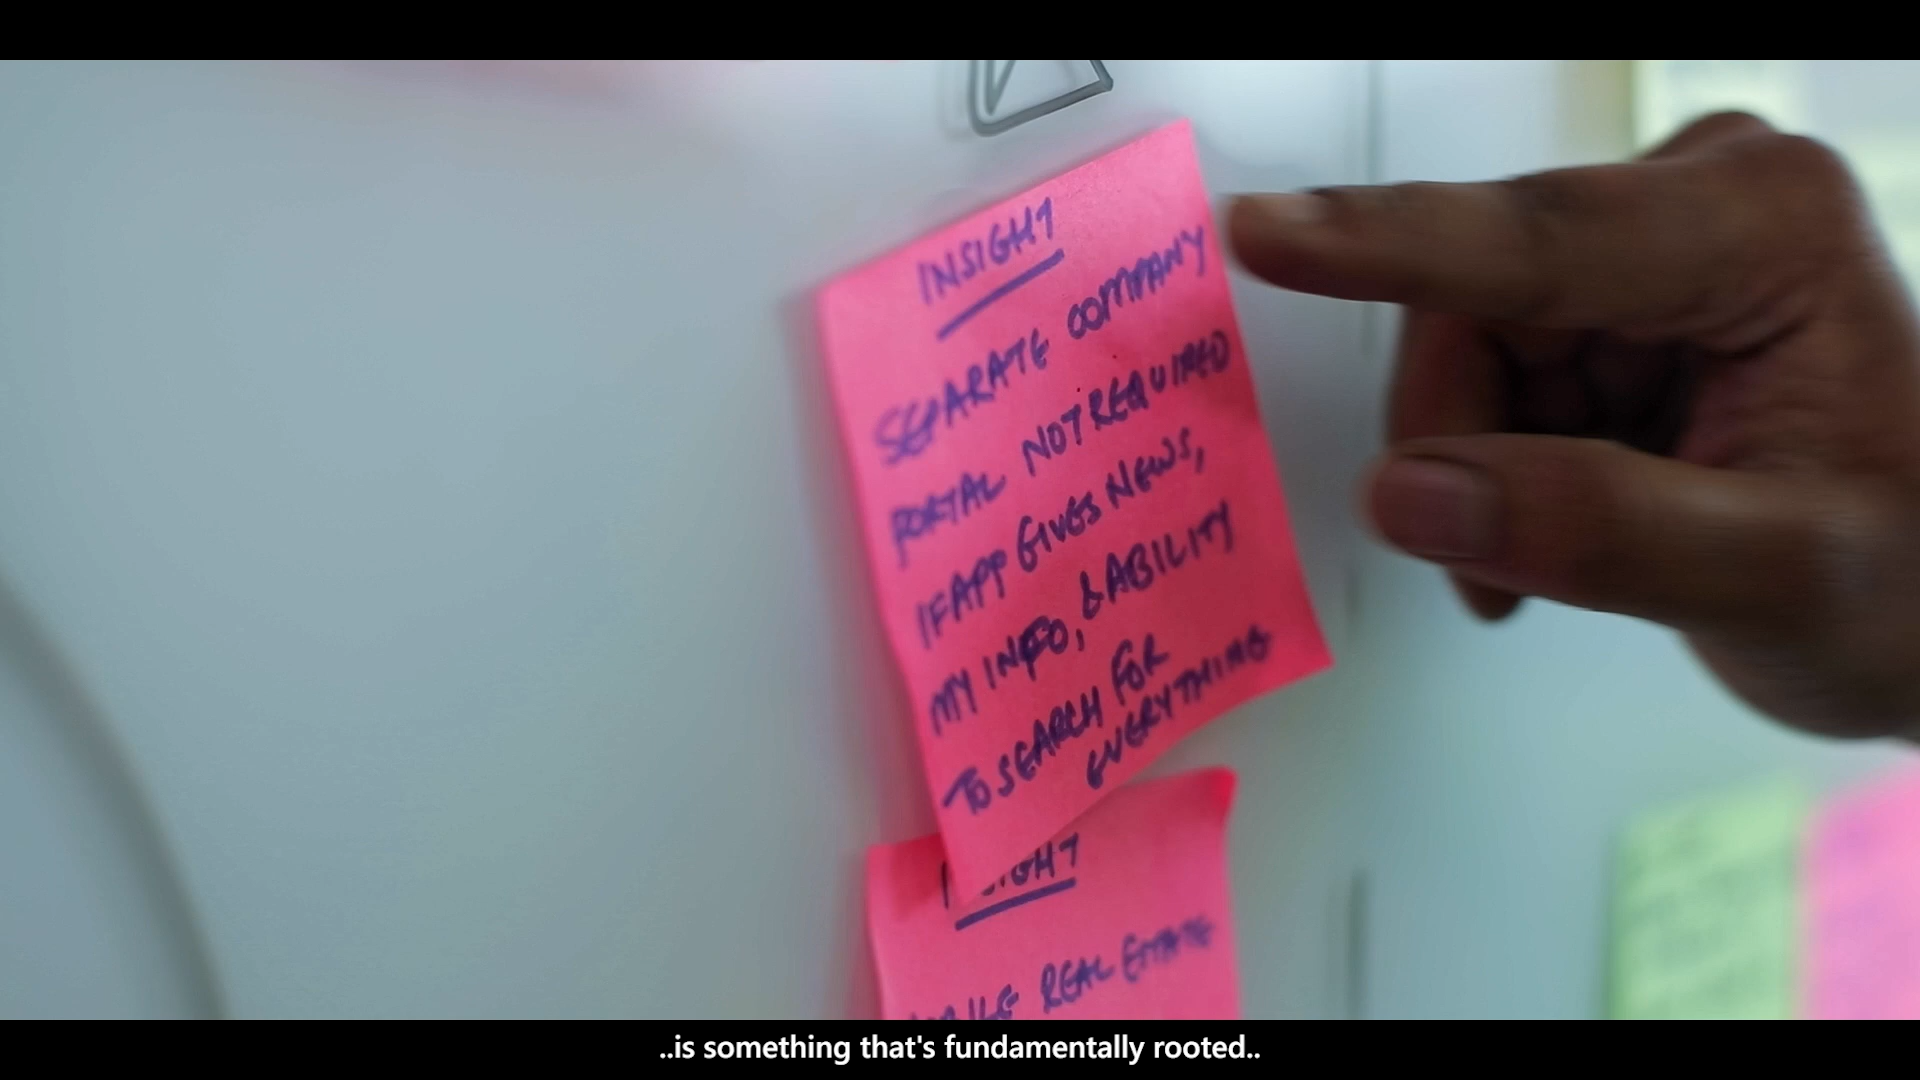 INSIGHT
SEPARATE COMPANY
PORTAL NOT REQUIRED
IF APP GIVES NEWS,
MY INFO, & ABILITY
TO SEARCH FOR
EVERYTHING
INSIGHT
REAL ESTATE
..is something that's fundamentally rooted..